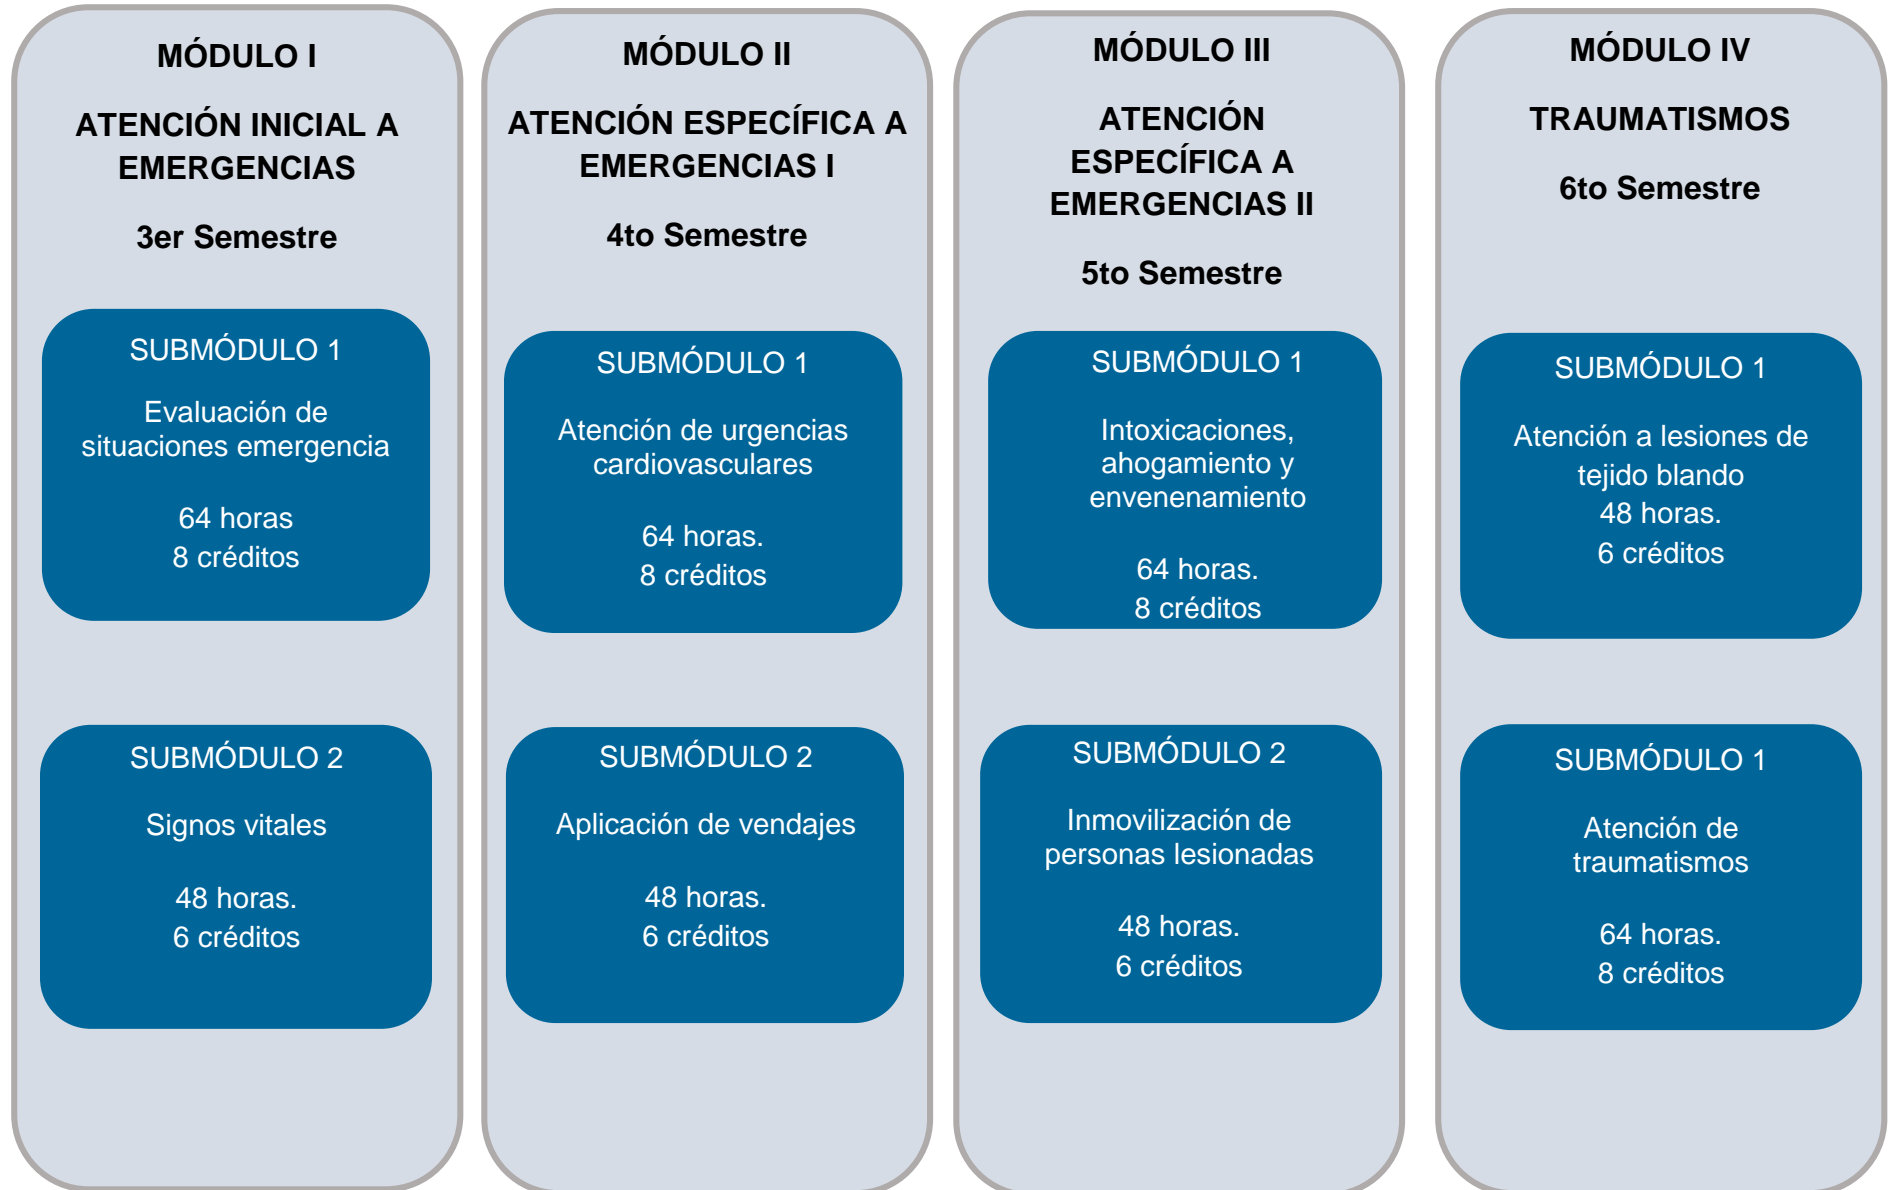 MÓDULO I
ATENCIÓN INICIAL A
EMERGENCIAS
3er Semestre
SUBMÓDULO 1
Evaluación de
situaciones emergencia
64 horas
8 créditos
SUBMÓDULO 2
Signos vitales
48 horas.
6 créditos
MÓDULO II
ATENCIÓN ESPECÍFICA A
EMERGENCIAS I
4to Semestre
SUBMÓDULO 1
Atención de urgencias
cardiovasculares
64 horas.
8 créditos
SUBMÓDULO 2
Aplicación de vendajes
48 horas.
6 créditos
MÓDULO III
ATENCIÓN
ESPECÍFICA A
EMERGENCIAS II
5to Semestre
SUBMÓDULO 1
Intoxicaciones,
ahogamiento y
envenenamiento
64 horas.
8 créditos
SUBMÓDULO 2
Inmovilización de
personas lesionadas
48 horas.
6 créditos
MÓDULO IV
TRAUMATISMOS
6to Semestre
SUBMÓDULO 1
Atención a lesiones de
tejido blando
48 horas.
6 créditos
SUBMÓDULO 1
Atención de
traumatismos
64 horas.
8 créditos